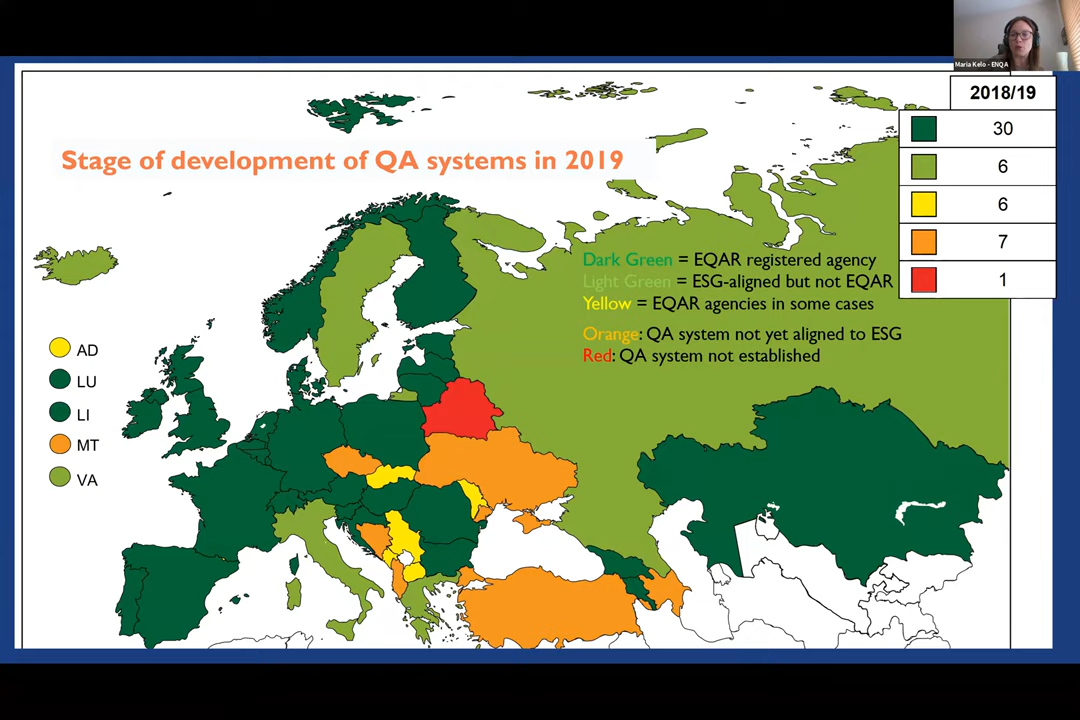 Maria Kelo - ENQA
2018/19
30
6
6
7
1
Stage of development of QA systems in 2019
Dark Green = EQAR registered agency
Light Green = ESG-aligned but not EQAR
Yellow = EQAR agencies in some cases
Orange: QA system not yet aligned to ESG
Red: QA system not established
AD
LU
LI
MT
VA